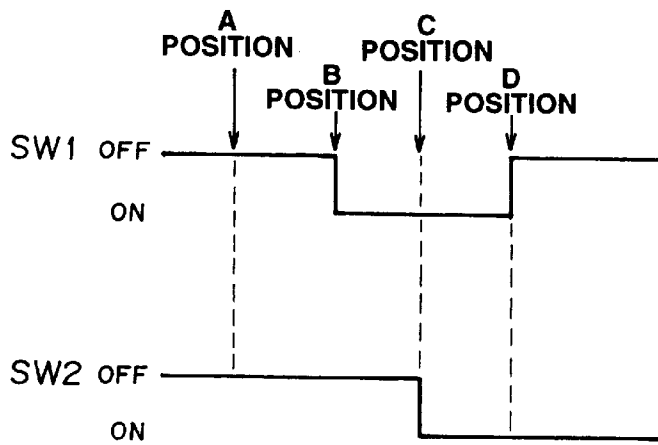 A
POSITION
B
POSITION
C
POSITION
D
POSITION
SW1 OFF
ON
SW2 OFF
ON